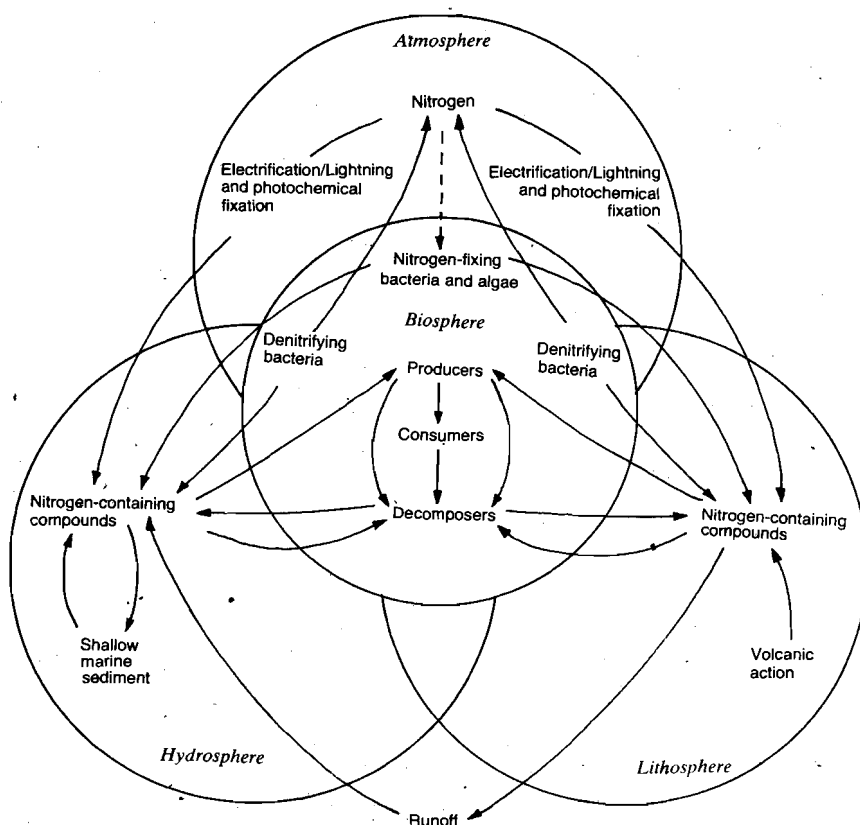 Atmosphere
Nitrogen
Electrification/Lightning
and photochemical
fixation
Electrification/Lightning
and photochemical
fixation
Nitrogen-fixing
bacteria and algae
Biosphere
Denitrifying
bacteria
Denitrifying
bacteria
Producers
Consumers
Decomposers
Nitrogen-containing
compounds
Nitrogen-containing
compounds
Shallow
marine
sediment
Volcanic
action
Hydrosphere
Lithosphere
Runoff